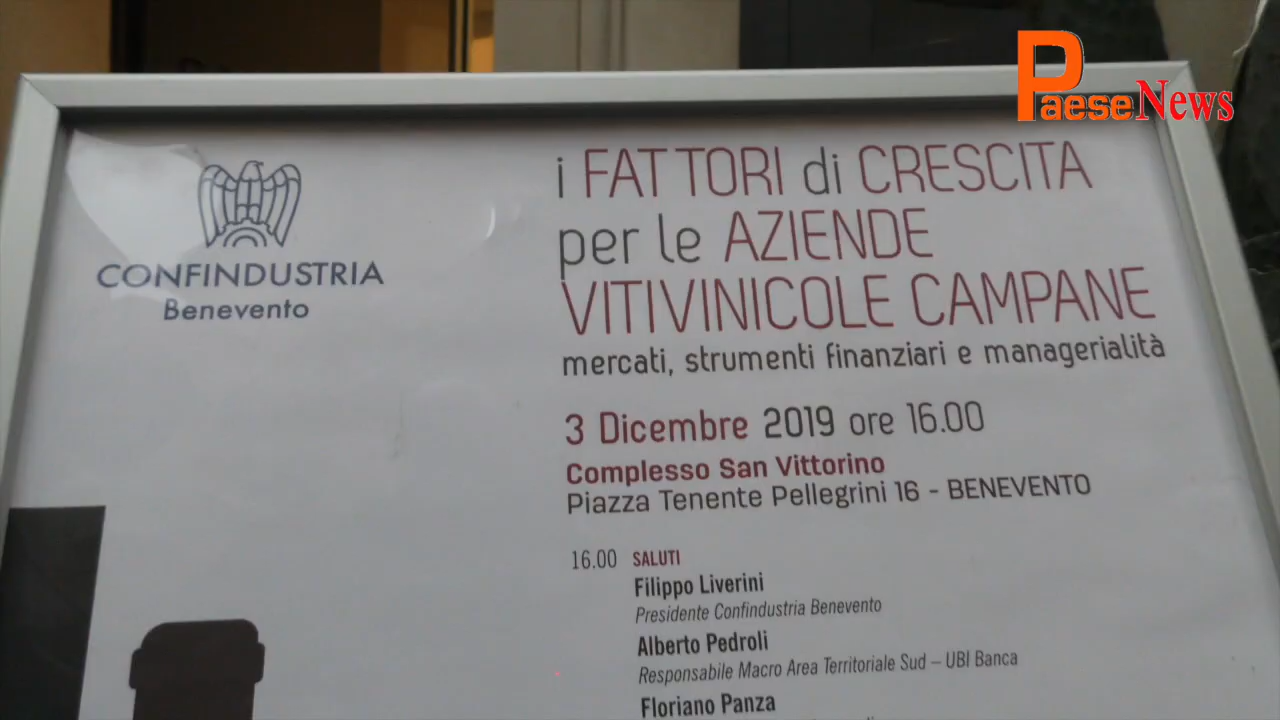 PaeseNews
CONFINDUSTRIA
Benevento
i FATTORI di CRESCITA
per le AZIENDE
VITIVINICOLE CAMPANE
mercati, strumenti finanziari e managerialità
3 Dicembre 2019 ore 16.00
Complesso San Vittorino
Piazza Tenente Pellegrini 16 - BENEVENTO
16.00 SALUTI
Filippo Liverini
Presidente Confindustria Benevento
Alberto Pedroli
Responsabile Macro Area Territoriale Sud – UBI Banca
Floriano Panza